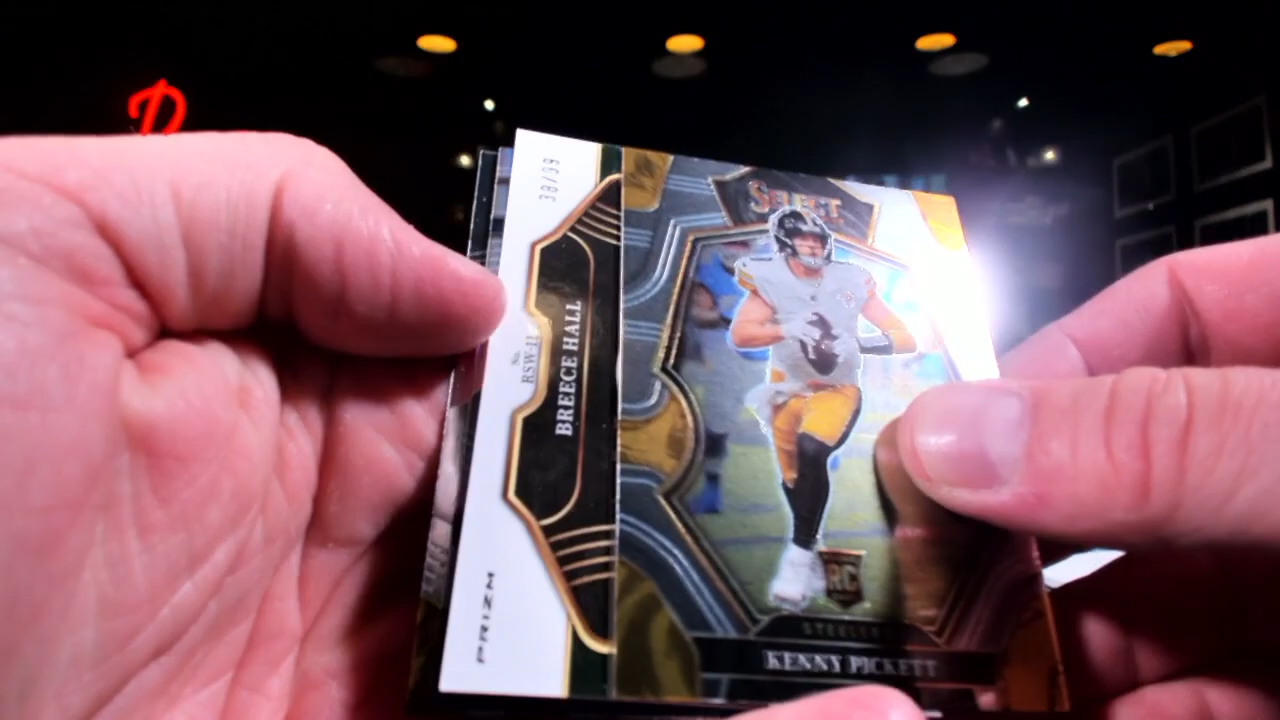 D
38/99
No.
RSW-11
BREECE HALL
PRIZM
SELECT
RC
STEELERS
KENNY PICKETT